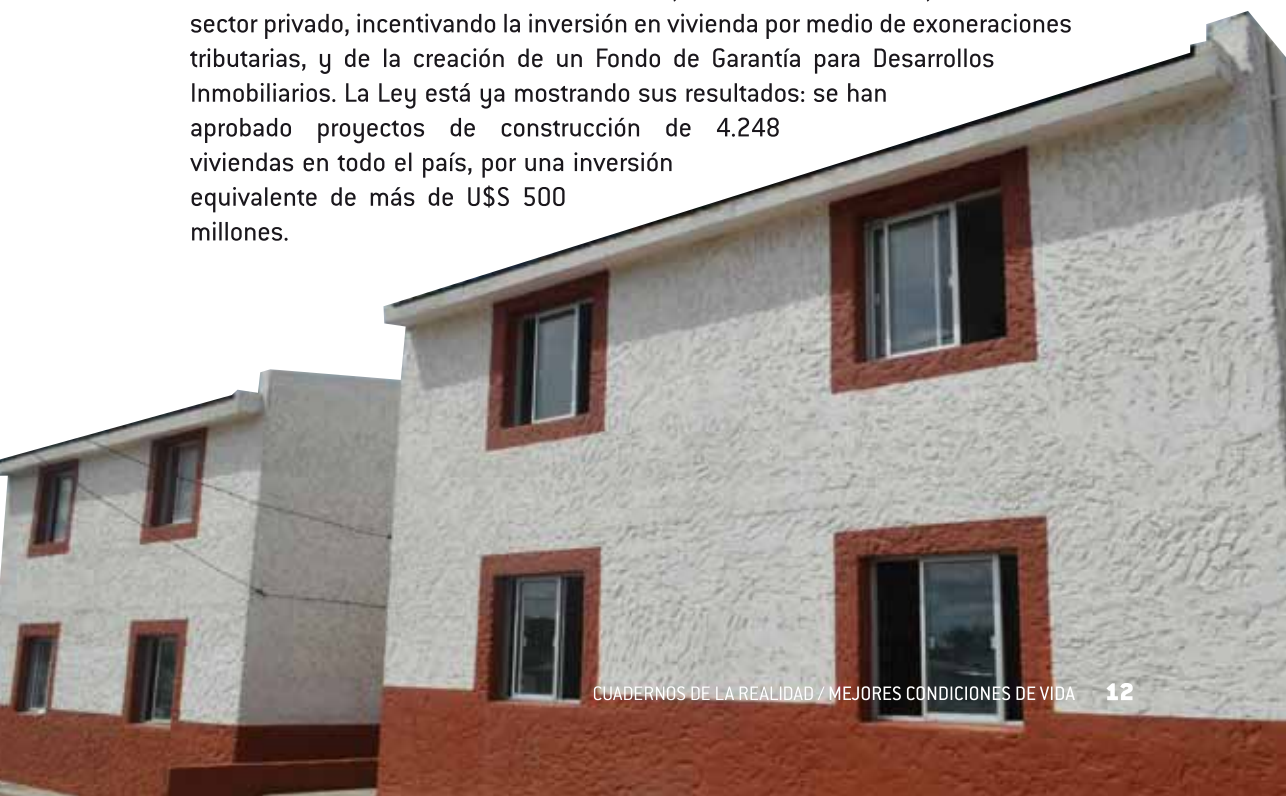 sector privado, incentivando la inversión en vivienda por medio de exoneraciones
tributarias, y de la creación de un Fondo de Garantía para Desarrollos
Inmobiliarios. La Ley está ya mostrando sus resultados: se han
aprobado proyectos de construcción de 4.248
viviendas en todo el país, por una inversión
equivalente de más de U$S 500
millones.
CUADERNOS DE LA REALIDAD / MEJORES CONDICIONES DE VIDA 12